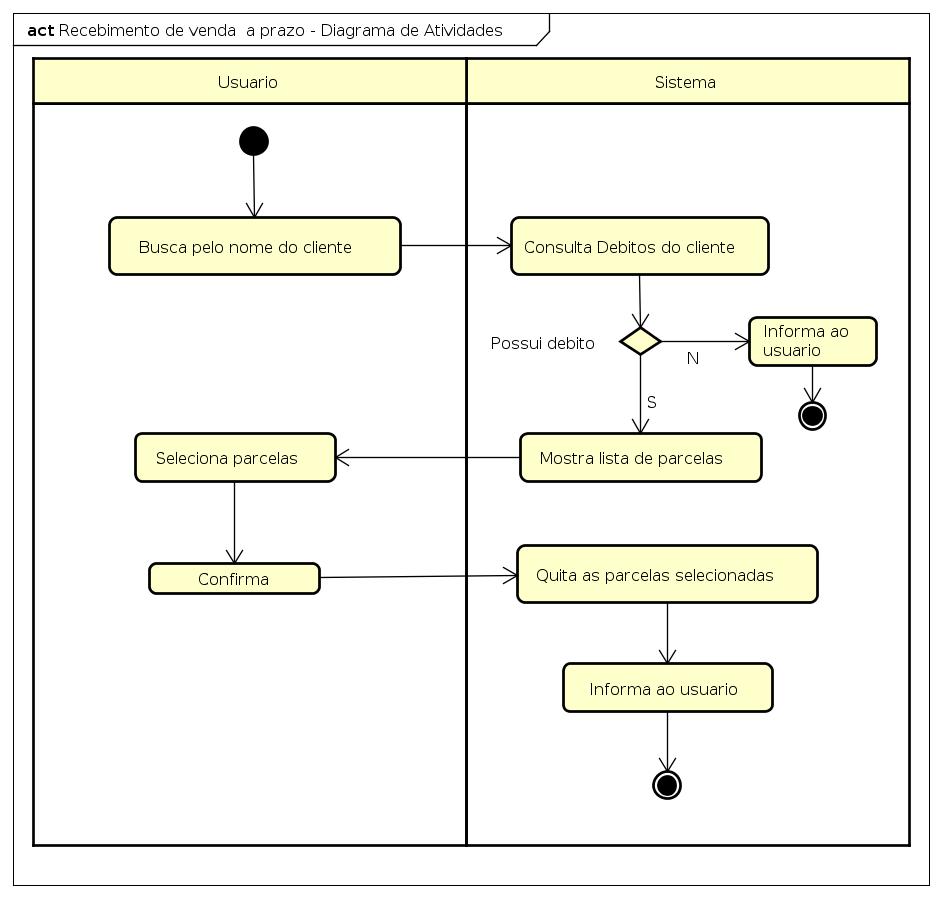 act Recebimento de venda  a prazo - Diagrama de Atividades
Usuario
Sistema
Busca pelo nome do cliente
Consulta Debitos do cliente
Possui debito
N
Informa ao
usuario
S
Seleciona parcelas
Mostra lista de parcelas
Confirma
Quita as parcelas selecionadas
Informa ao usuario